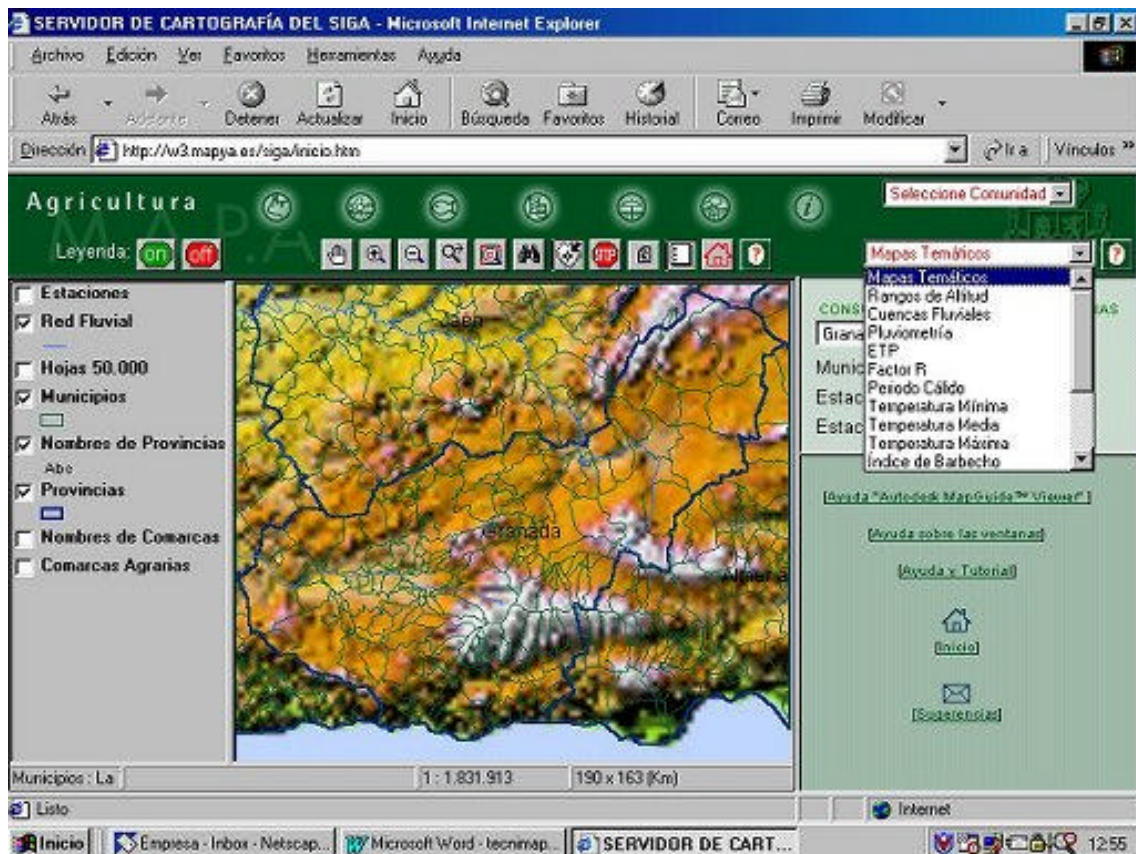 SERVIDOR DE CARTOGRAFÍA DEL SIGA - Microsoft Internet Explorer
Archivo Edición Ver Favoritos Herramientas Ayuda
Atrás Adelante Detener Actualizar Inicio Búsqueda Favoritos Historial Correo Imprimir Modificar
Dirección http://w3.mapya.es/siga/inicio.htm Ir a Vínculos »
Agricultura
M.A.P.A.
Seleccione Comunidad
Leyenda: on off
STOP
Mapas Temáticos
Estaciones
Red Fluvial
Hojas 50.000
Municipios
Nombres de Provincias
Abc
Provincias
Nombres de Comarcas
Comarcas Agrarias
Jaén
Granada
Almería
CONS
Grana
Munic
Estac
Estac
Mapas Temáticos
Rangos de Altitud
Cuencas Fluviales
Pluviometría
ETP
Factor R
Periodo Cálido
Temperatura Mínima
Temperatura Media
Temperatura Máxima
Índice de Barbecho
[Ayuda "Autodesk MapGuide™ Viewer" ]
[Ayuda sobre las ventanas]
[Ayuda y Tutorial]
[Inicio]
[Sugerencias]
Municipios : La 1 : 1.831.913 190 x 163 (Km)
Listo Internet
Inicio Empresa - Inbox - Netscap... Microsoft Word - tecnimap... SERVIDOR DE CART... 12:55